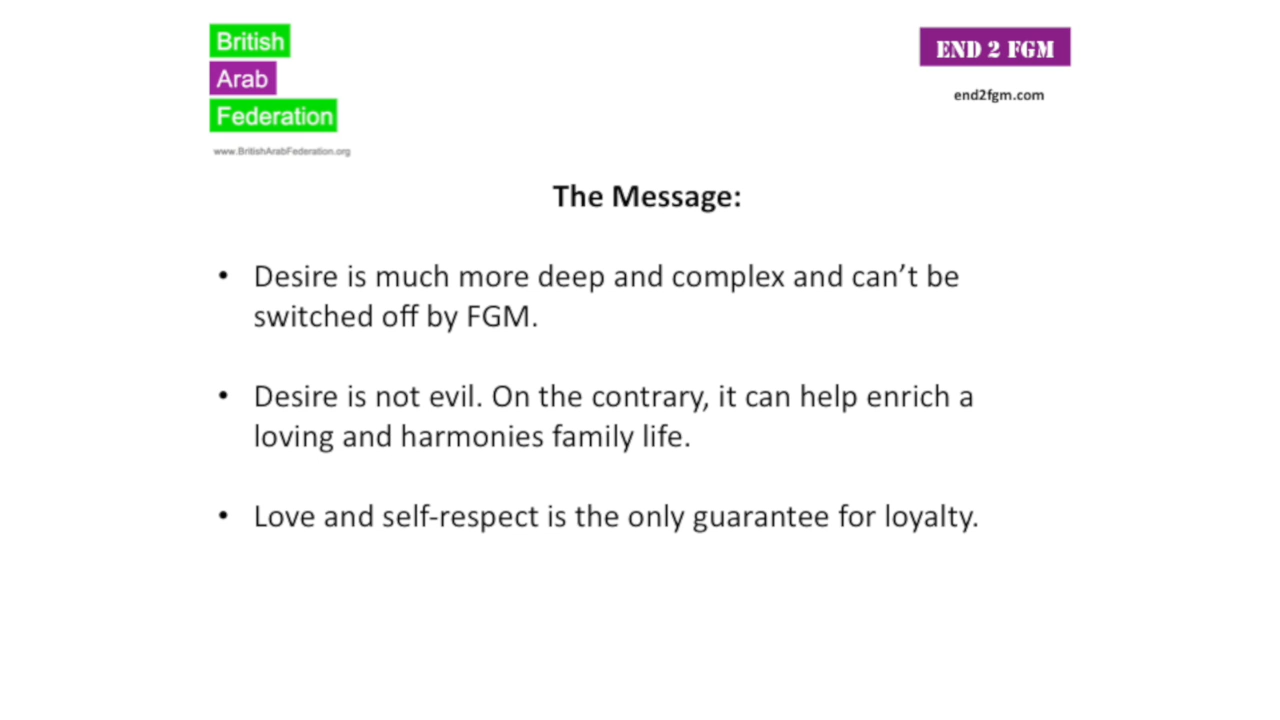 British
Arab
Federation
www.BritishArabFederation.org
END 2 FGM
end2fgm.com
The Message:
• Desire is much more deep and complex and can’t be
switched off by FGM.
• Desire is not evil. On the contrary, it can help enrich a
loving and harmonies family life.
• Love and self-respect is the only guarantee for loyalty.